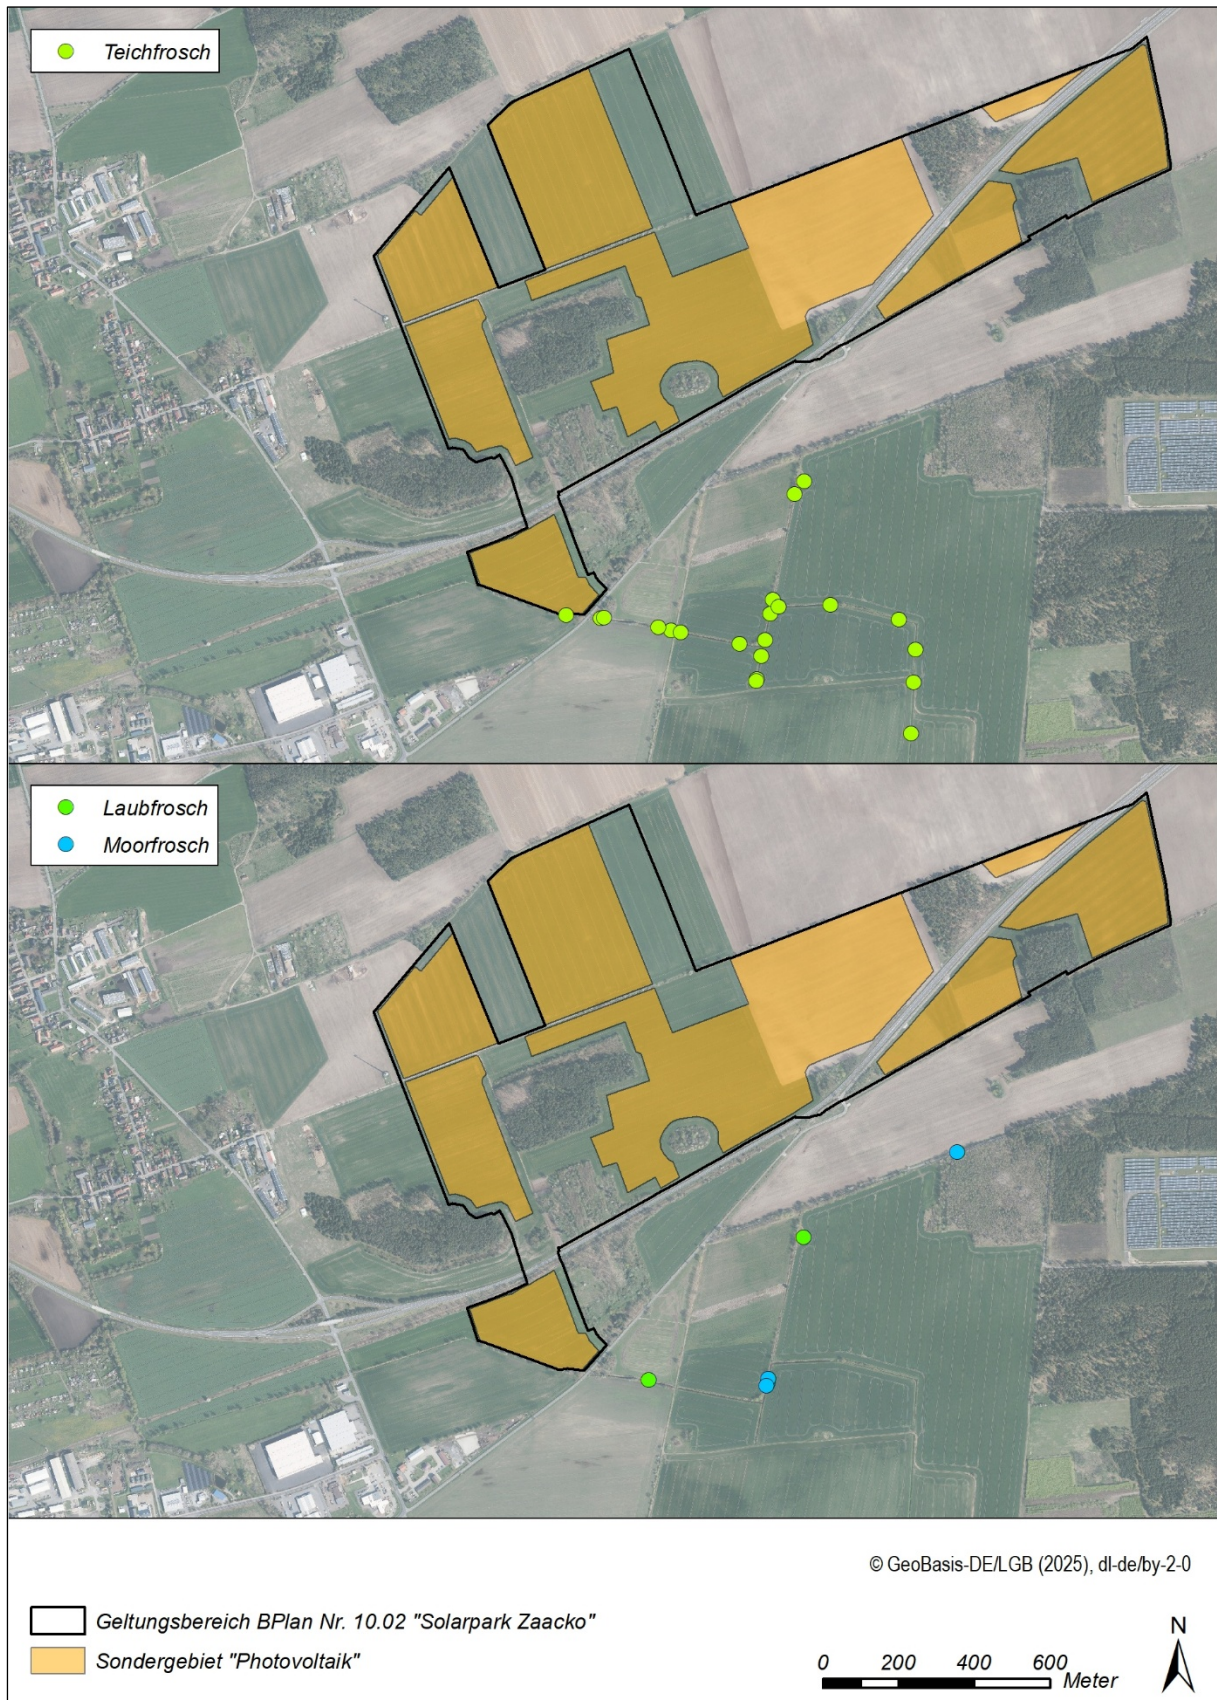 Teichfrosch
Laubfrosch
Moorfrosch
© GeoBasis-DE/LGB (2025), dl-de/by-2-0
Geltungsbereich BPlan Nr. 10.02 "Solarpark Zaacko"
Sondergebiet "Photovoltaik"
0 200 400 600
Meter
N